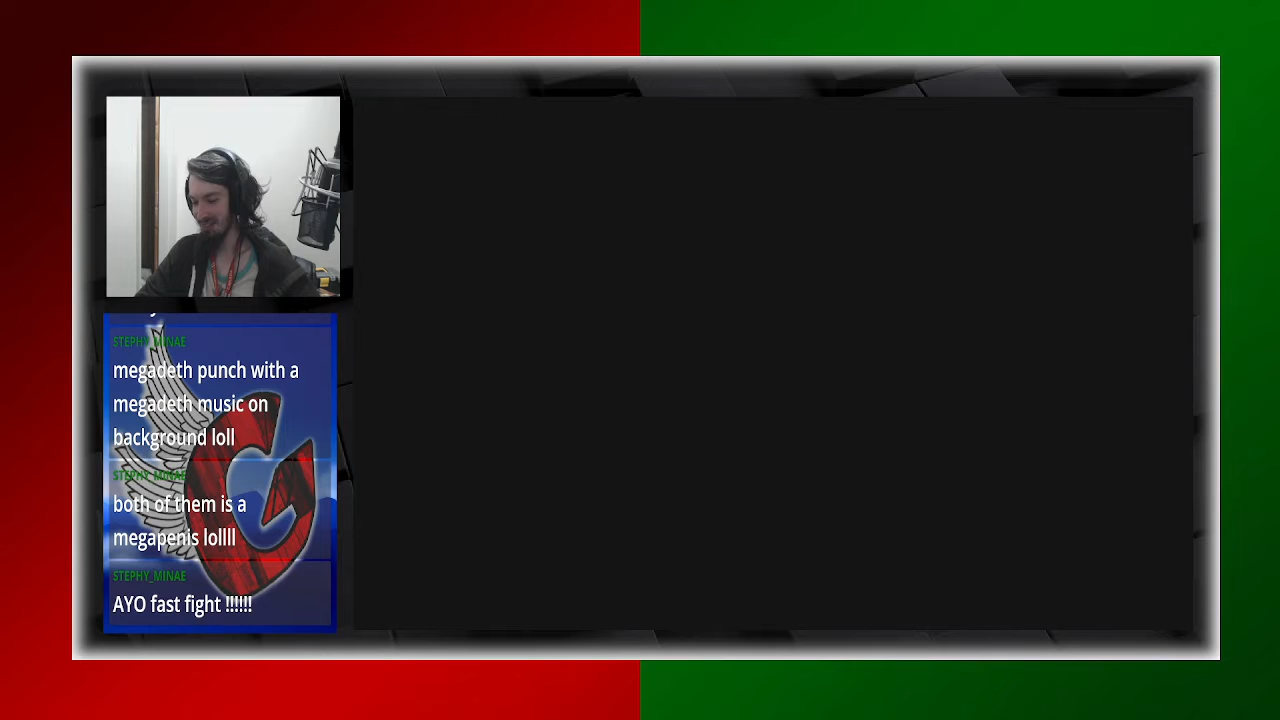 STEPHY_MINAE
megadeth punch with a
megadeth music on
background loll
STEPHY_MINAE
both of them is a
megapenis lollll
STEPHY_MINAE
AYO fast fight !!!!!!